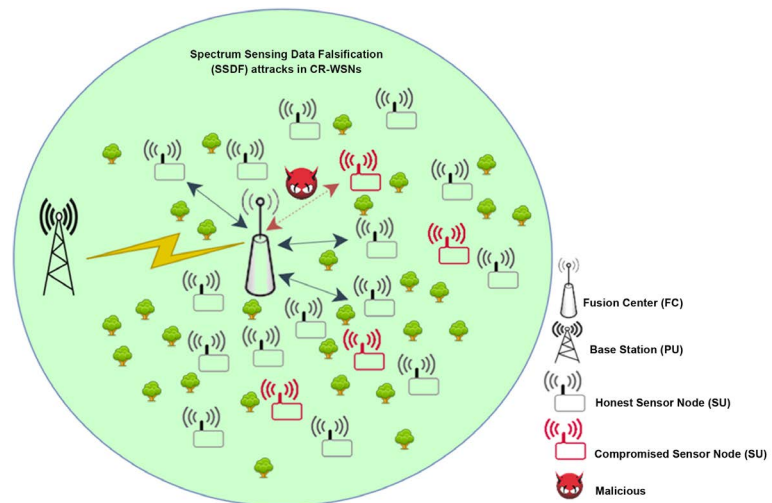 Spectrum Sensing Data Falsification
(SSDF) attracks in CR-WSNs
Fusion Center (FC)
Base Station (PU)
Honest Sensor Node (SU)
Compromised Sensor Node (SU)
Malicious